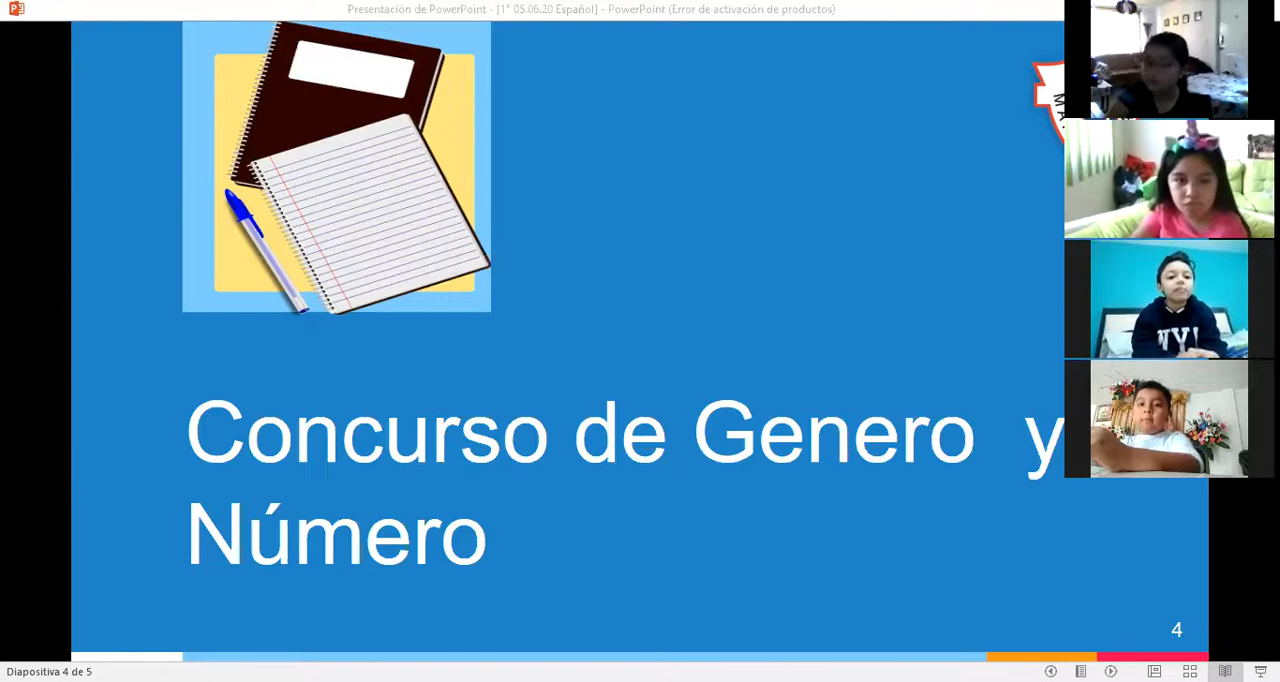 Presentación de PowerPoint - [1° 05.06.20 Español] - PowerPoint (Error de activación de productos)
Concurso de Genero y
Número
NY
4
Diapositiva 4 de 5